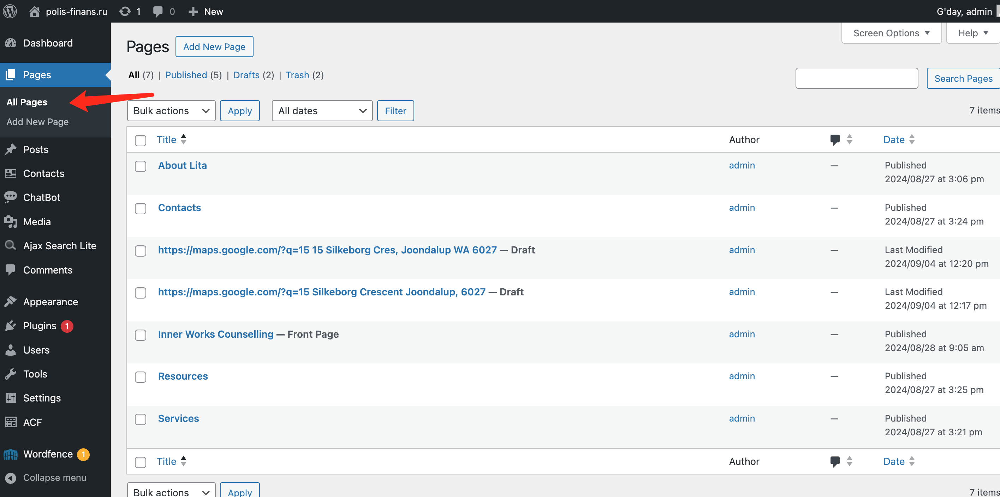 polis-finans.ru 1 0 New G'day, admin
Dashboard
Pages
All Pages
Add New Page
Posts
Contacts
ChatBot
Media
Ajax Search Lite
Comments
Appearance
Plugins 1
Users
Tools
Settings
ACF
Wordfence 1
Collapse menu
Screen Options Help
Pages Add New Page
All (7) | Published (5) | Drafts (2) | Trash (2)
Search Pages
Bulk actions Apply All dates Filter 7 items
Title Author Date
About Lita admin — Published
2024/08/27 at 3:06 pm
Contacts admin — Published
2024/08/27 at 3:24 pm
https://maps.google.com/?q=15 15 Silkeborg Cres, Joondalup WA 6027 — Draft admin — Last Modified
2024/09/04 at 12:20 pm
https://maps.google.com/?q=15 Silkeborg Crescent Joondalup, 6027 — Draft admin — Last Modified
2024/09/04 at 12:17 pm
Inner Works Counselling — Front Page admin — Published
2024/08/28 at 9:05 am
Resources admin — Published
2024/08/27 at 3:25 pm
Services admin — Published
2024/08/27 at 3:21 pm
Title Author Date
Bulk actions Apply 7 items